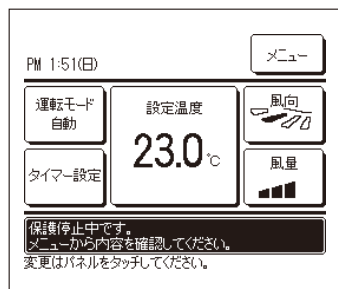 PM 1:51(日)
メニュー
運転モード
自動
設定温度
23.0℃
風向
タイマー設定
風量
保護停止中です。
メニューから内容を確認してください。
変更はパネルをタッチしてください。